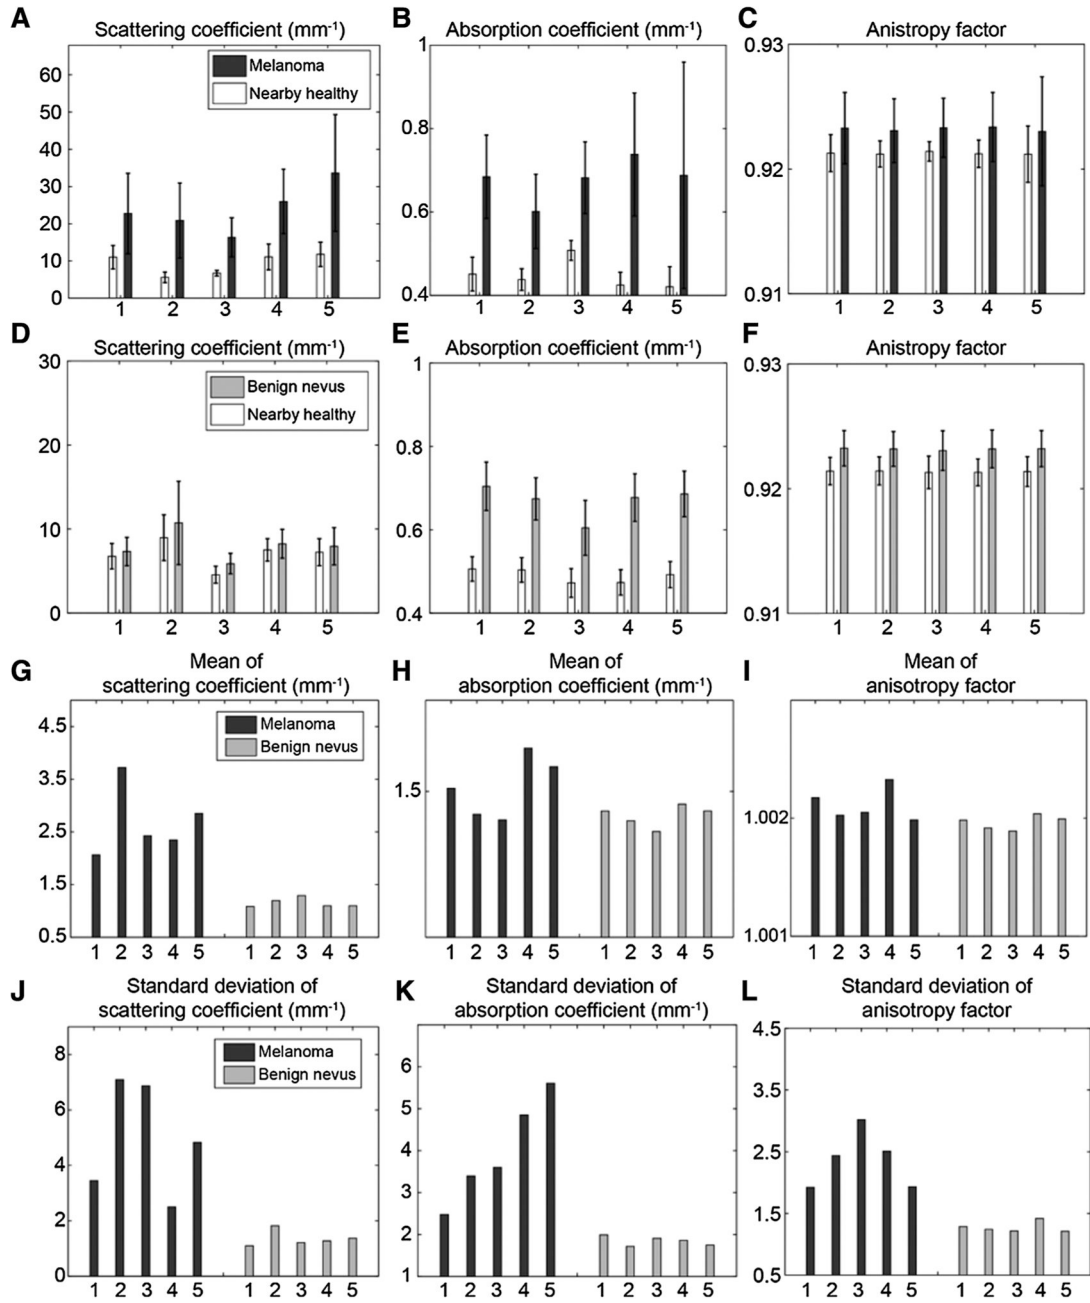 A
Scattering coefficient (mm-1)
60
50
40
30
20
10
0
Melanoma
Nearby healthy
1 2 3 4 5
B
Absorption coefficient (mm-1)
1
0.8
0.6
0.4
1 2 3 4 5
C
Anistropy factor
0.93
0.92
0.91
1 2 3 4 5
D
Scattering coefficient (mm-1)
30
20
10
0
Benign nevus
Nearby healthy
1 2 3 4 5
E
Absorption coefficient (mm-1)
1
0.8
0.6
0.4
1 2 3 4 5
F
Anistropy factor
0.93
0.92
0.91
1 2 3 4 5
G
Mean of
scattering coefficient (mm-1)
4.5
3.5
2.5
1.5
0.5
Melanoma
Benign nevus
1 2 3 4 5 1 2 3 4 5
H
Mean of
absorption coefficient (mm-1)
1.5
1 2 3 4 5 1 2 3 4 5
I
Mean of
anisotropy factor
1.002
1.001
1 2 3 4 5 1 2 3 4 5
J
Standard deviation of
scattering coefficient (mm-1)
8
6
4
2
0
Melanoma
Benign nevus
1 2 3 4 5 1 2 3 4 5
K
Standard deviation of
absorption coefficient (mm-1)
6
5
4
3
2
1
1 2 3 4 5 1 2 3 4 5
L
Standard deviation of
anisotropy factor
4.5
3.5
2.5
1.5
0.5
1 2 3 4 5 1 2 3 4 5